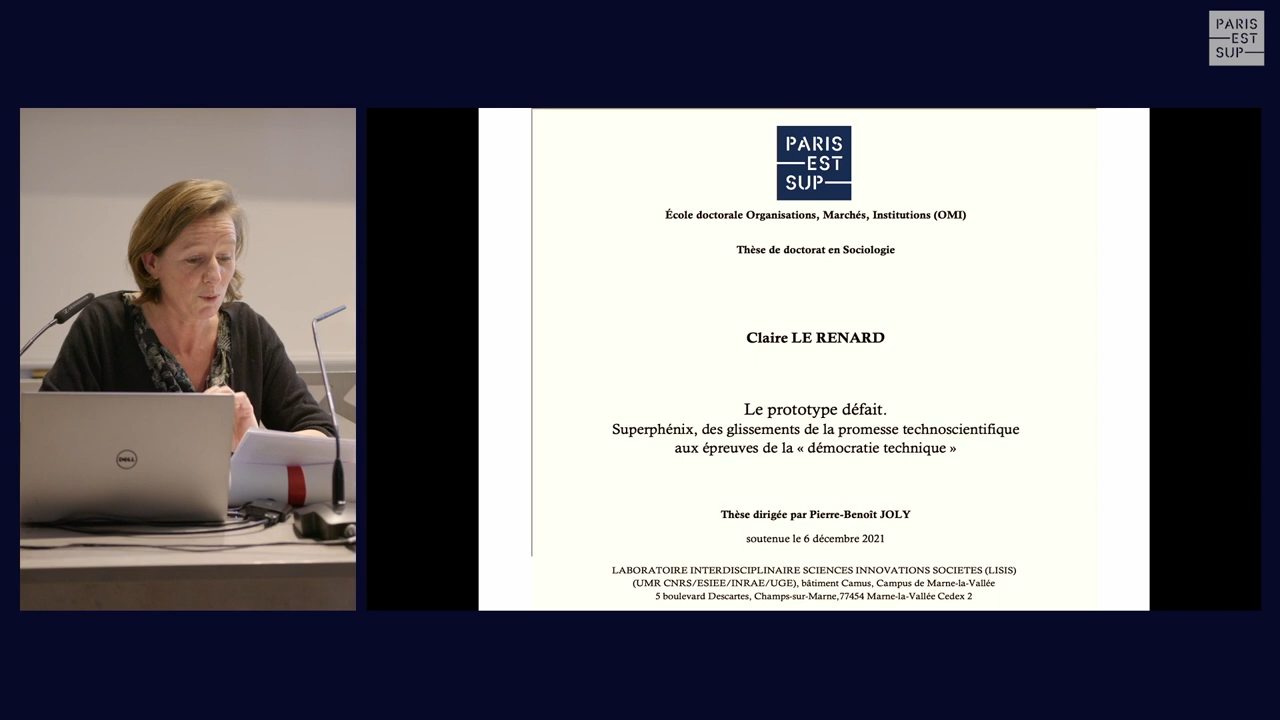 PARIS
EST
SUP
PARIS
EST
SUP
École doctorale Organisations, Marchés, Institutions (OMI)
Thèse de doctorat en Sociologie
Claire LE RENARD
Le prototype défait.
Superphénix, des glissements de la promesse technoscientifique
aux épreuves de la « démocratie technique »
Thèse dirigée par Pierre-Benoît JOLY
soutenue le 6 décembre 2021
LABORATOIRE INTERDISCIPLINAIRE SCIENCES INNOVATIONS SOCIETES (LISIS)
(UMR CNRS/ESIEE/INRAE/UGE), bâtiment Camus, Campus de Marne-la-Vallée
5 boulevard Descartes, Champs-sur-Marne,77454 Marne-la-Vallée Cedex 2
DELL